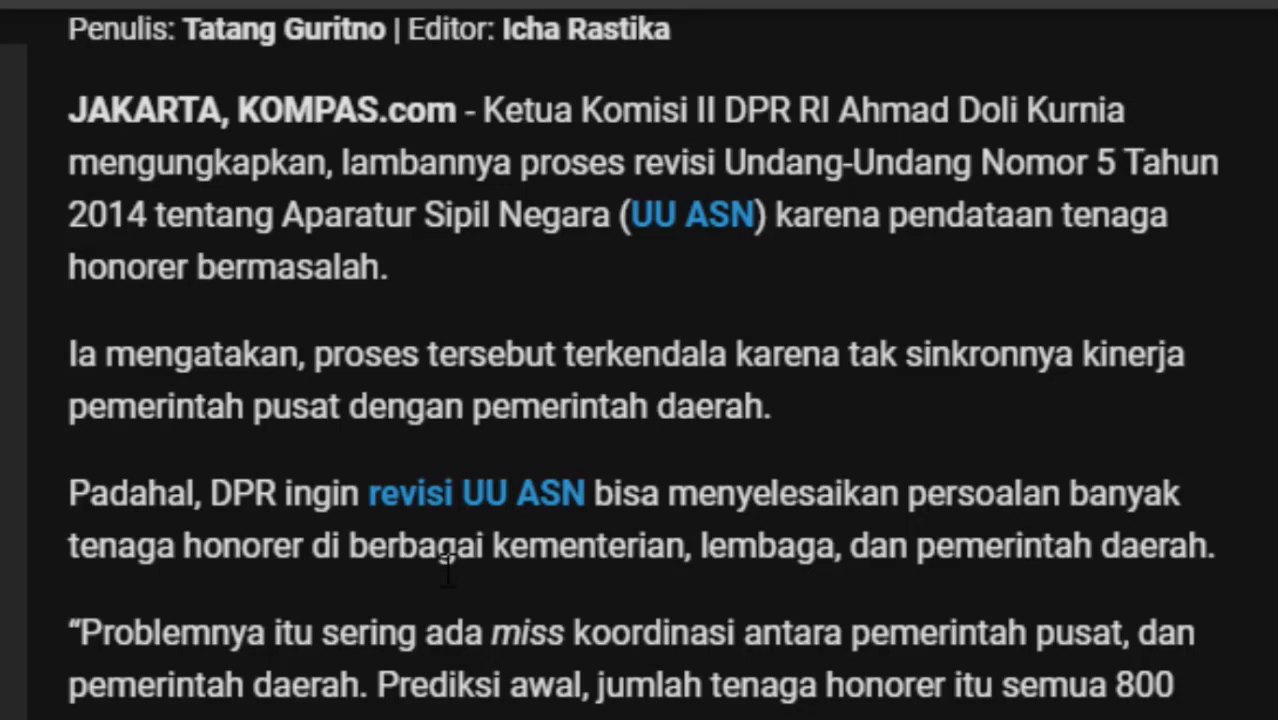 Penulis: Tatang Guritno | Editor: Icha Rastika
JAKARTA, KOMPAS.com - Ketua Komisi II DPR RI Ahmad Doli Kurnia
mengungkapkan, lambannya proses revisi Undang-Undang Nomor 5 Tahun
2014 tentang Aparatur Sipil Negara (UU ASN) karena pendataan tenaga
honorer bermasalah.
Ia mengatakan, proses tersebut terkendala karena tak sinkronnya kinerja
pemerintah pusat dengan pemerintah daerah.
Padahal, DPR ingin revisi UU ASN bisa menyelesaikan persoalan banyak
tenaga honorer di berbagai kementerian, lembaga, dan pemerintah daerah.
“Problemnya itu sering ada miss koordinasi antara pemerintah pusat, dan
pemerintah daerah. Prediksi awal, jumlah tenaga honorer itu semua 800